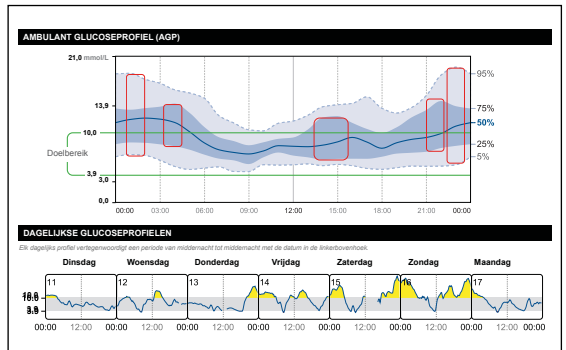 AMBULANT GLUCOSEPROFIEL (AGP)
21,0 mmol/L
95%
13,9
75%
50%
10,0
Doelbereik
25%
5%
3,9
3,0
0,0
00:00 03:00 06:00 09:00 12:00 15:00 18:00 21:00 00:00
DAGELIJKSE GLUCOSEPROFIELEN
Elk dagelijks profiel vertegenwoordigt een periode van middernacht tot middernacht met de datum in de linkerbovenhoek.
Dinsdag Woensdag Donderdag Vrijdag Zaterdag Zondag Maandag
11 12 13 14 15 16 17
10,0
3,9
00:00 12:00 00:00 12:00 00:00 12:00 00:00 12:00 00:00 12:00 00:00 12:00 00:00 12:00 00:00